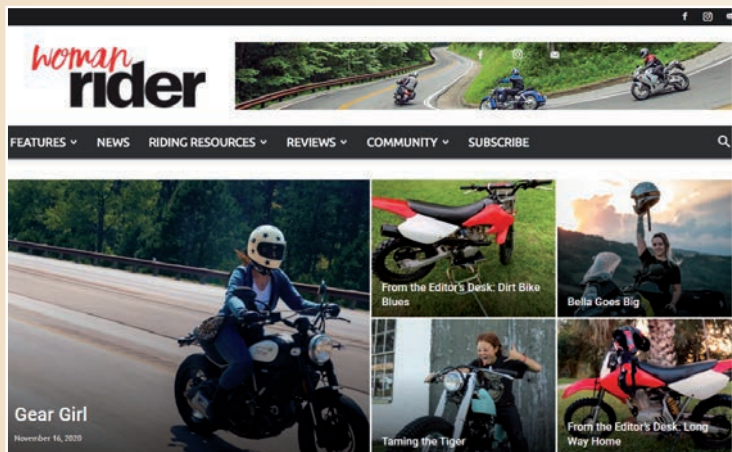 woman
rider
FEATURES NEWS RIDING RESOURCES REVIEWS COMMUNITY SUBSCRIBE
Gear Girl
November 16, 2020
From the Editor's Desk: Dirt Bike
Blues
Bella Goes Big
Taming the Tiger
From the Editor's Desk: Long
Way Home